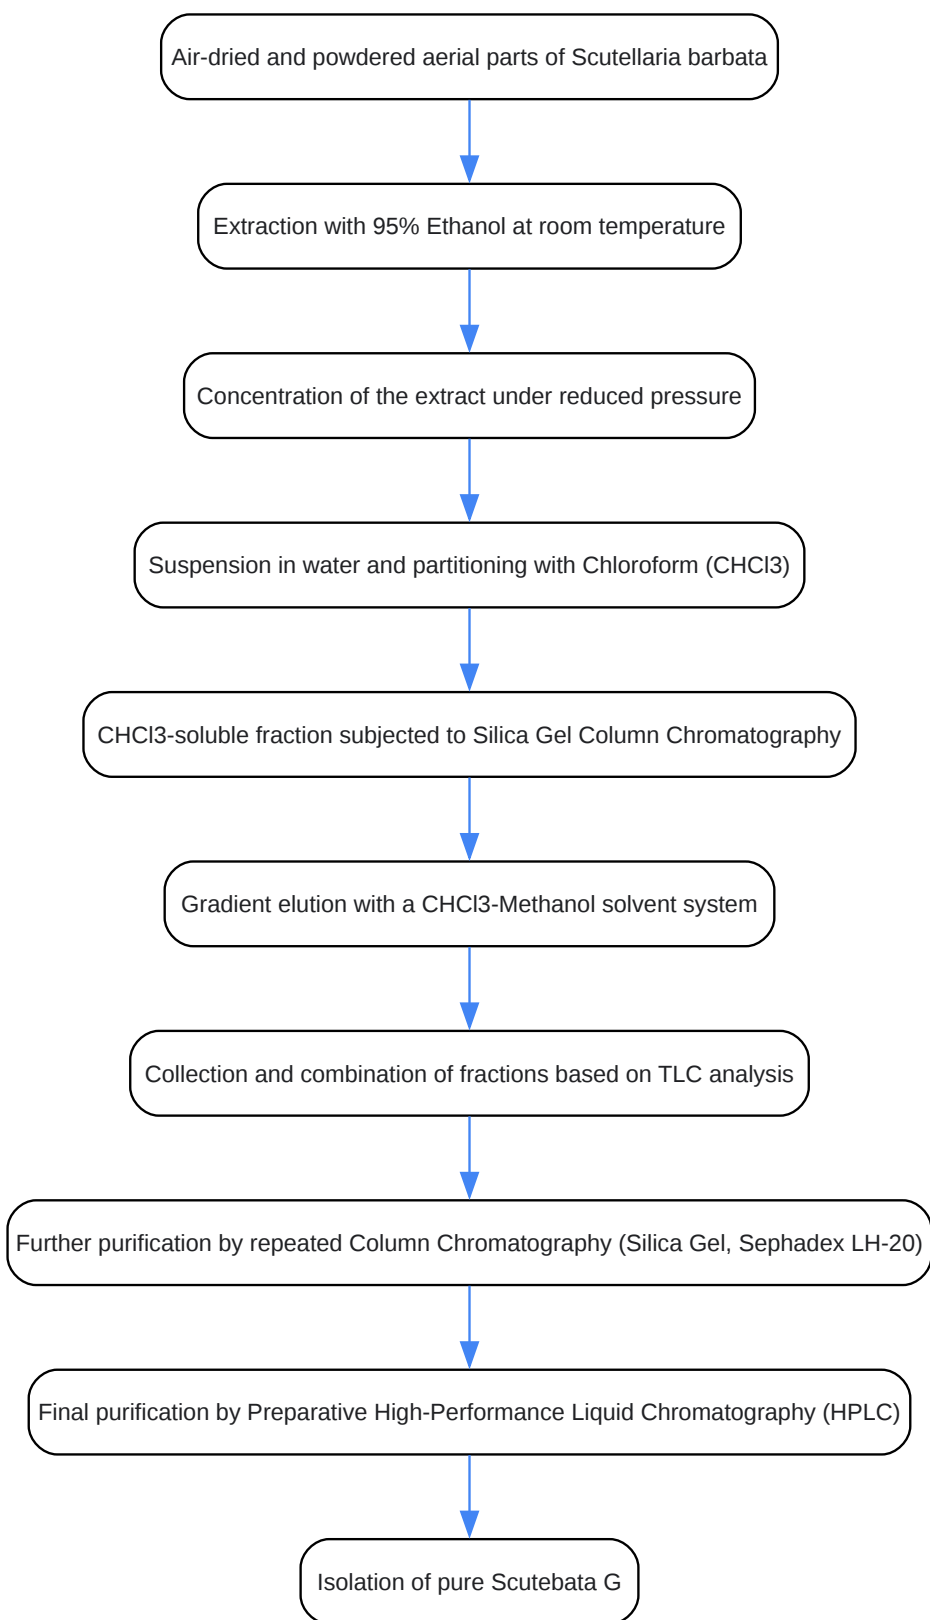 Air-dried and powdered aerial parts of Scutellaria barbata
Extraction with 95% Ethanol at room temperature
Concentration of the extract under reduced pressure
Suspension in water and partitioning with Chloroform (CHCl3)
CHCl3-soluble fraction subjected to Silica Gel Column Chromatography
Gradient elution with a CHCl3-Methanol solvent system
Collection and combination of fractions based on TLC analysis
Further purification by repeated Column Chromatography (Silica Gel, Sephadex LH-20)
Final purification by Preparative High-Performance Liquid Chromatography (HPLC)
Isolation of pure Scutebata G